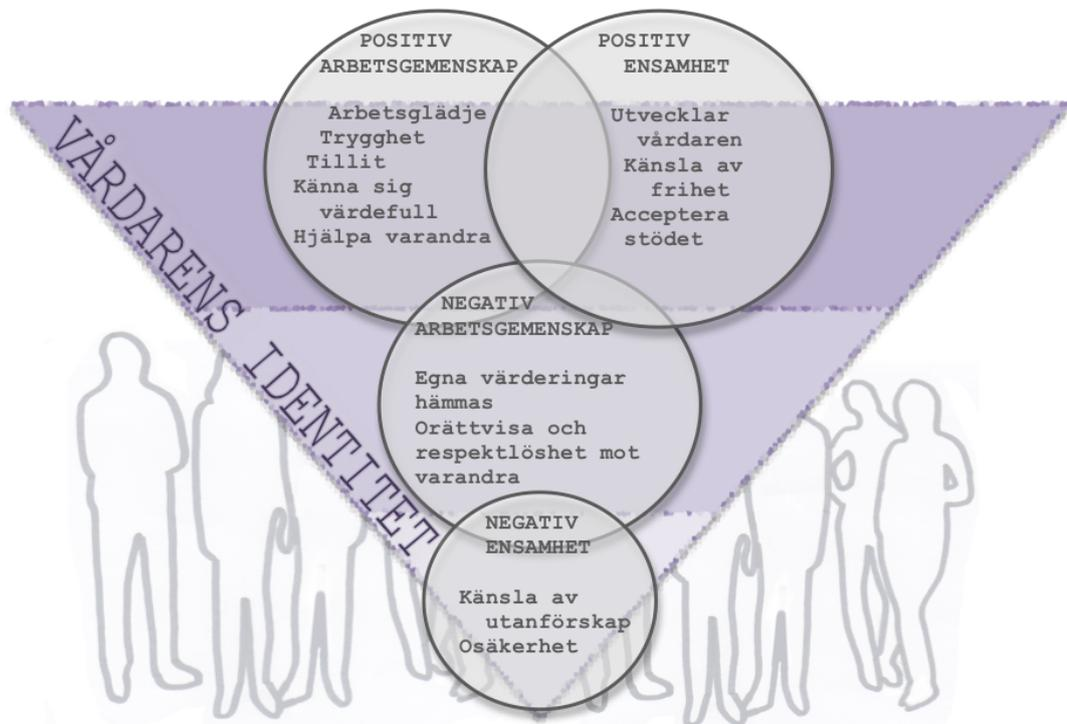 POSITIV
ARBETSGEMENSKAP
Arbetsglädje
Trygghet
Tillit
Känna sig
värdefull
Hjälpa varandra
POSITIV
ENSAMHET
Utvecklar
vårdaren
Känsla av
frihet
Acceptera
stödet
VÅRDARENS IDENTITET
NEGATIV
ARBETSGEMENSKAP
Egna värderingar
hämmas
Orättvisa och
respektlöshet mot
varandra
NEGATIV
ENSAMHET
Känsla av
utanförskap
Osäkerhet